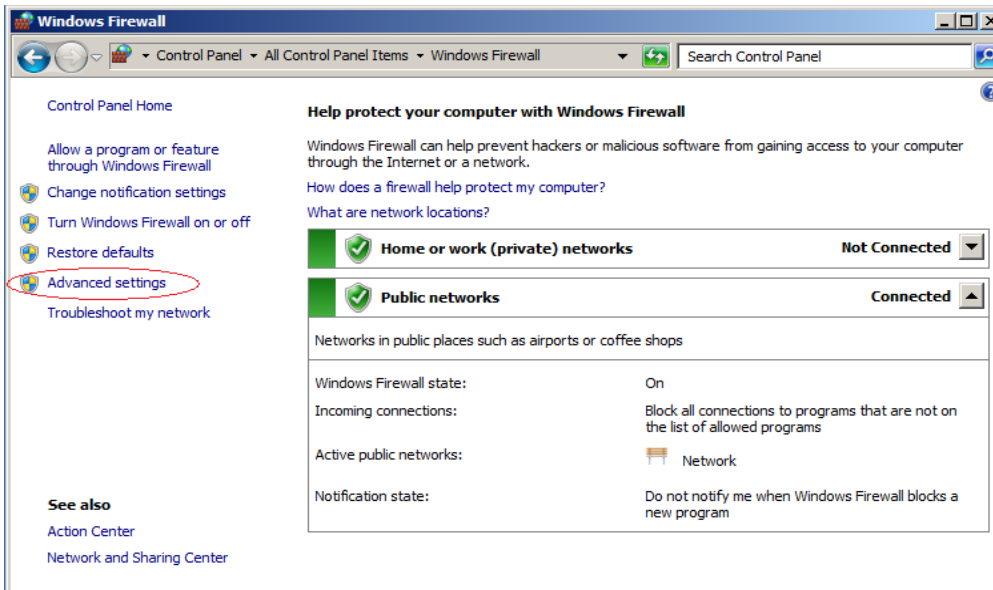 Windows Firewall
Control Panel All Control Panel Items Windows Firewall
Search Control Panel
Control Panel Home
Allow a program or feature
through Windows Firewall
Change notification settings
Turn Windows Firewall on or off
Restore defaults
Advanced settings
Troubleshoot my network
See also
Action Center
Network and Sharing Center
Help protect your computer with Windows Firewall
Windows Firewall can help prevent hackers or malicious software from gaining access to your computer
through the Internet or a network.
How does a firewall help protect my computer?
What are network locations?
Home or work (private) networks Not Connected
Public networks Connected
Networks in public places such as airports or coffee shops
Windows Firewall state: On
Incoming connections: Block all connections to programs that are not on
the list of allowed programs
Active public networks: Network
Notification state: Do not notify me when Windows Firewall blocks a
new program